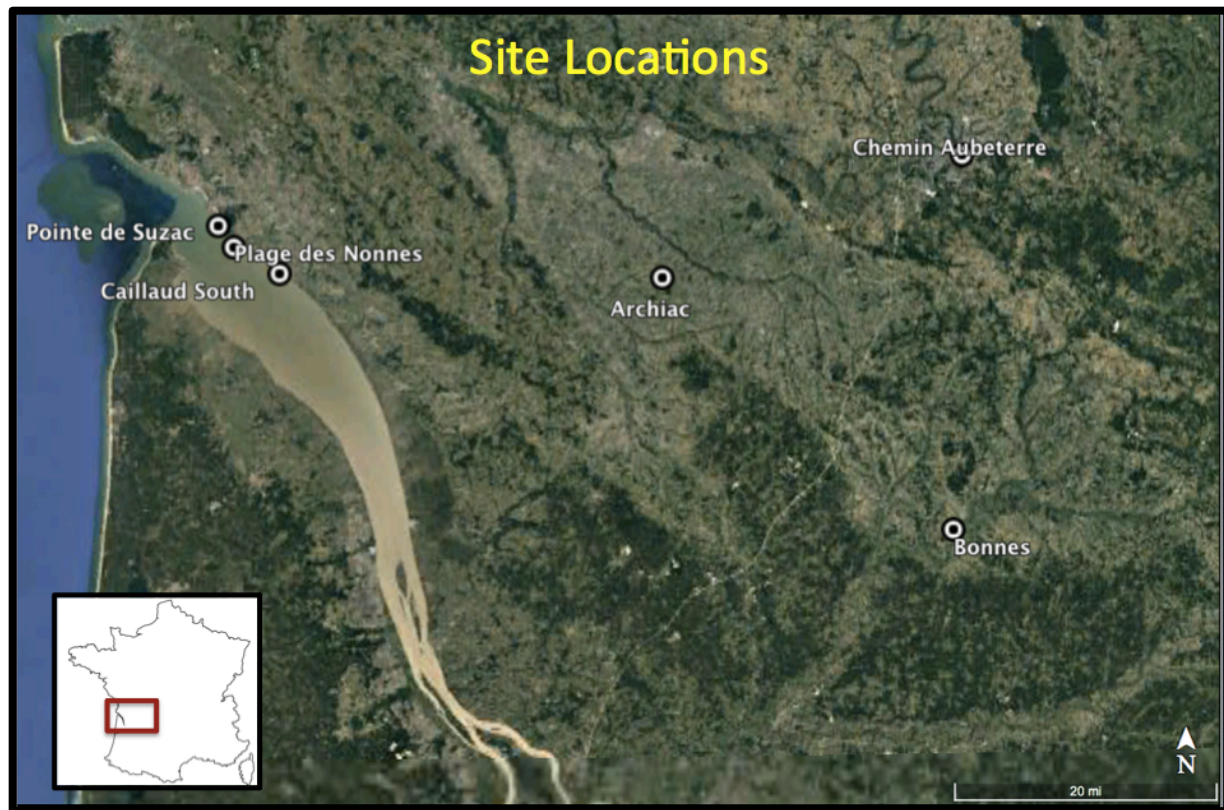 Site Locations
Chemin Aubeterre
Pointe de Suzac
Plage des Nonnes
Caillaud South
Archiac
Bonnes
N
20 mi